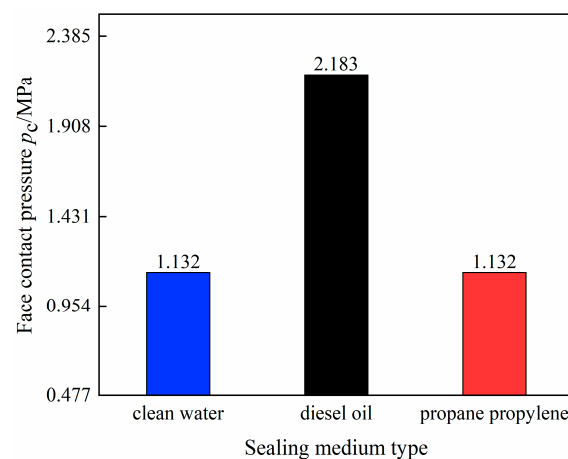 Face contact pressure pc/MPa
2.385
1.908
1.431
0.954
0.477
1.132
2.183
1.132
clean water
diesel oil
propane propylene
Sealing medium type